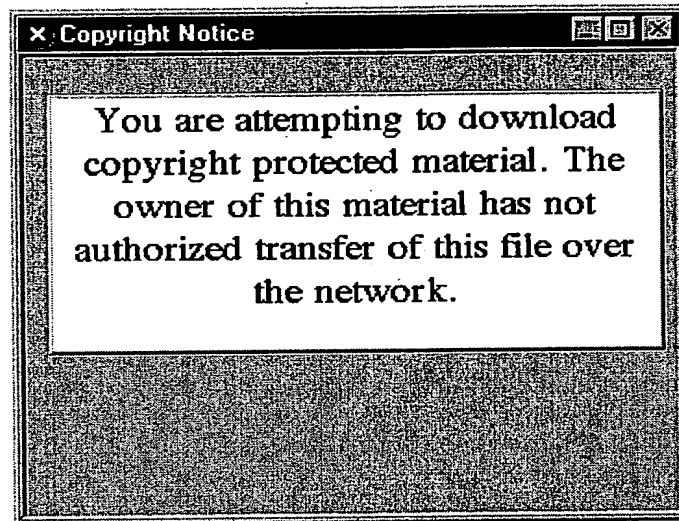 Copyright Notice
You are attempting to download
copyright protected material. The
owner of this material has not
authorized transfer of this file over
the network.